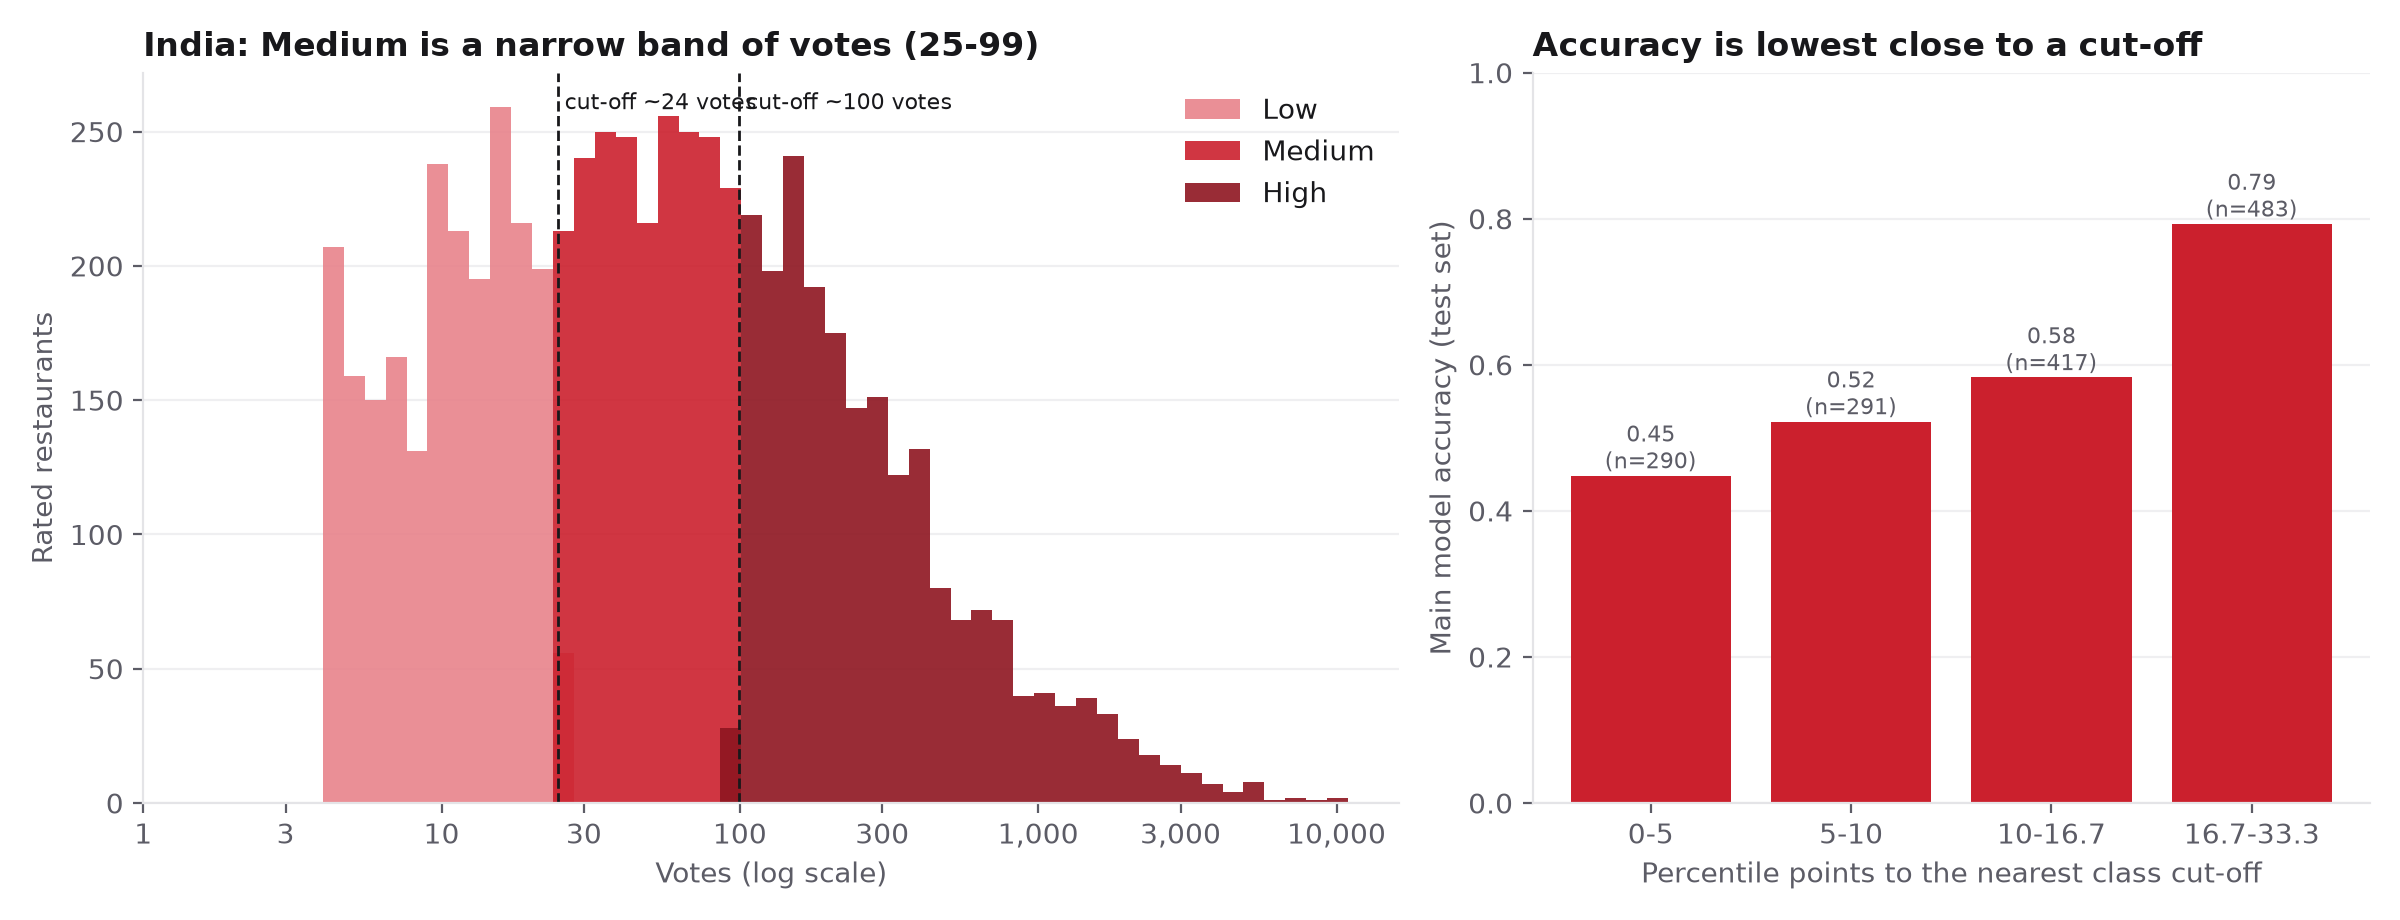 India: Medium is a narrow band of votes (25-99)
cut-off ~24 votes
cut-off ~100 votes
Low
Medium
High
Rated restaurants
250
200
150
100
50
0
1
3
10
30
100
300
1,000
3,000
10,000
Votes (log scale)
Accuracy is lowest close to a cut-off
Main model accuracy (test set)
1.0
0.8
0.6
0.4
0.2
0.0
0.45
(n=290)
0.52
(n=291)
0.58
(n=417)
0.79
(n=483)
0-5
5-10
10-16.7
16.7-33.3
Percentile points to the nearest class cut-off